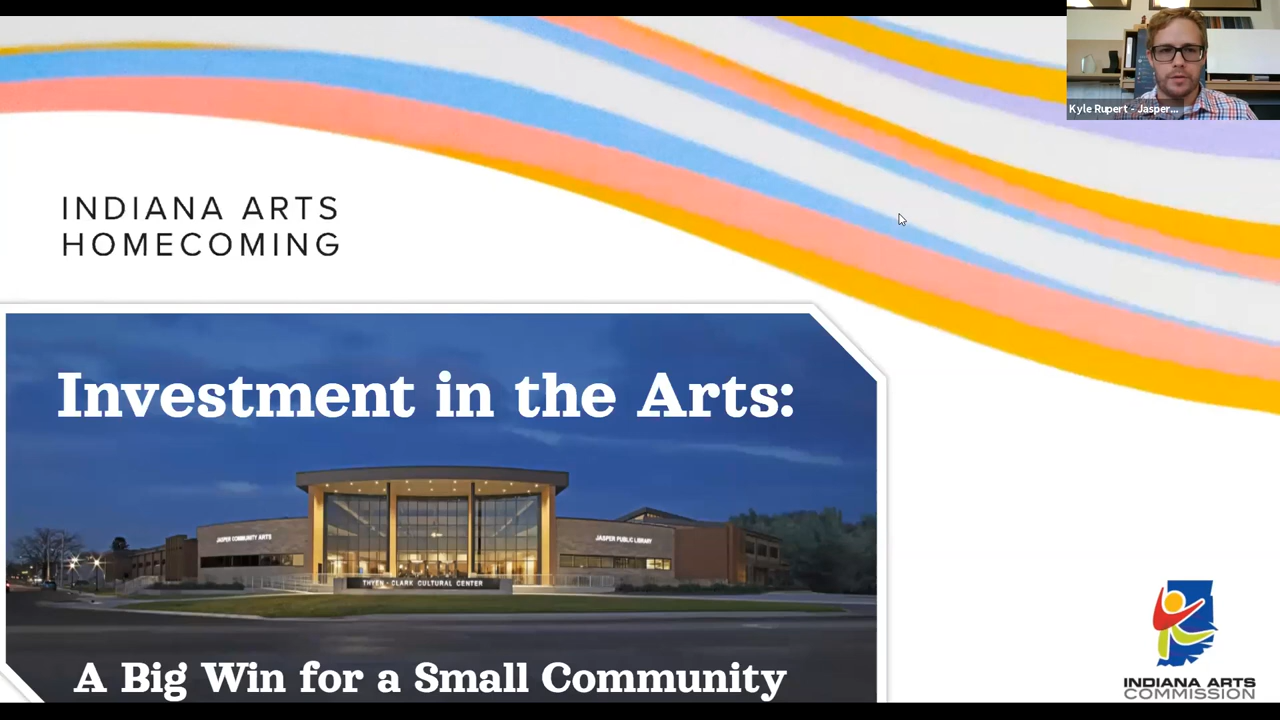 Kyle Rupert - Jasper...
INDIANA ARTS
HOMECOMING
Investment in the Arts:
JASPER COMMUNITY ARTS
JASPER PUBLIC LIBRARY
THYEN - CLARK CULTURAL CENTER
A Big Win for a Small Community
INDIANA ARTS
COMMISSION